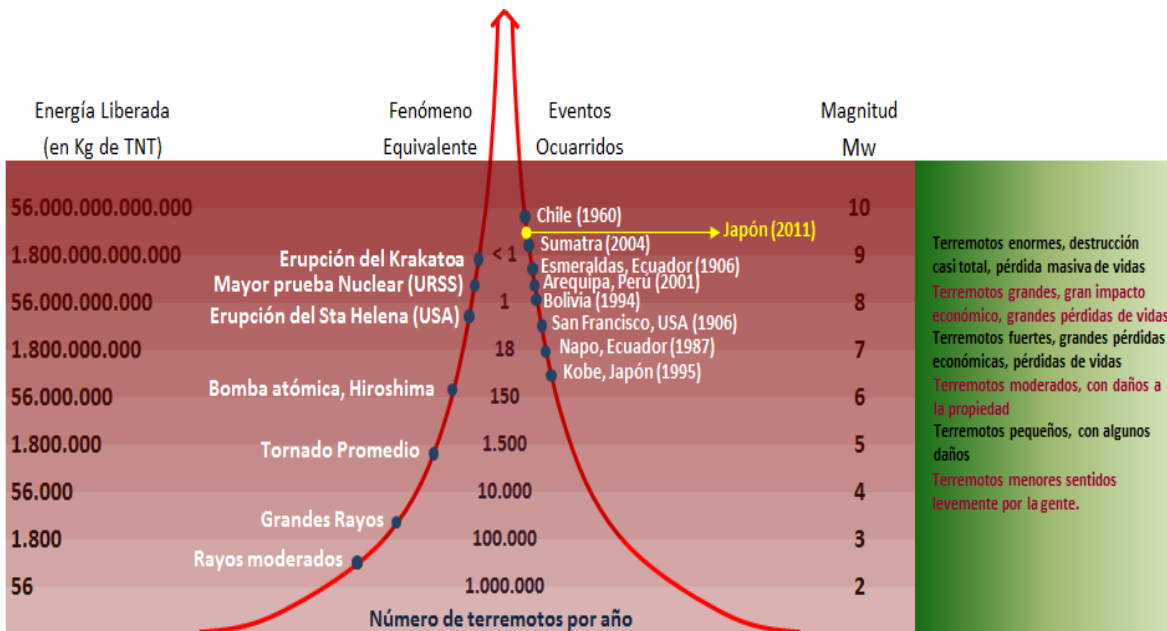 Energía Liberada
(en Kg de TNT)
Fenómeno
Equivalente
Eventos
Ocuarridos
Magnitud
Mw
56.000.000.000.000
1.800.000.000.000
56.000.000.000
1.800.000.000
56.000.000
1.800.000
56.000
1.800
56
Erupción del Krakatoa
Mayor prueba Nuclear (URSS)
Erupción del Sta Helena (USA)
Bomba atómica, Hiroshima
Tornado Promedio
Grandes Rayos
Rayos moderados
< 1
1
18
150
1.500
10.000
100.000
1.000.000
Número de terremotos por año
Chile (1960)
Japón (2011)
Sumatra (2004)
Esmeraldas, Ecuador (1906)
Arequipa, Perú (2001)
Bolivia (1994)
San Francisco, USA (1906)
Napo, Ecuador (1987)
Kobe, Japón (1995)
10
9
8
7
6
5
4
3
2
Terremotos enormes, destrucción
casi total, pérdida masiva de vidas
Terremotos grandes, gran impacto
económico, grandes pérdidas de vidas
Terremotos fuertes, grandes pérdidas
económicas, pérdidas de vidas
Terremotos moderados, con daños a
la propiedad
Terremotos pequeños, con algunos
daños
Terremotos menores sentidos
levemente por la gente.